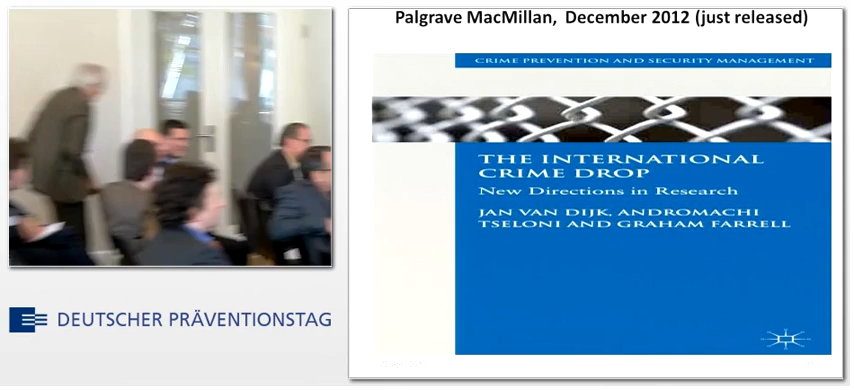 Palgrave MacMillan, December 2012 (just released)
CRIME PREVENTION AND SECURITY MANAGEMENT
THE INTERNATIONAL
CRIME DROP
New Directions in Research
JAN VAN DIJK, ANDROMACHI
TSELONI AND GRAHAM FARRELL
DEUTSCHER PRÄVENTIONSTAG